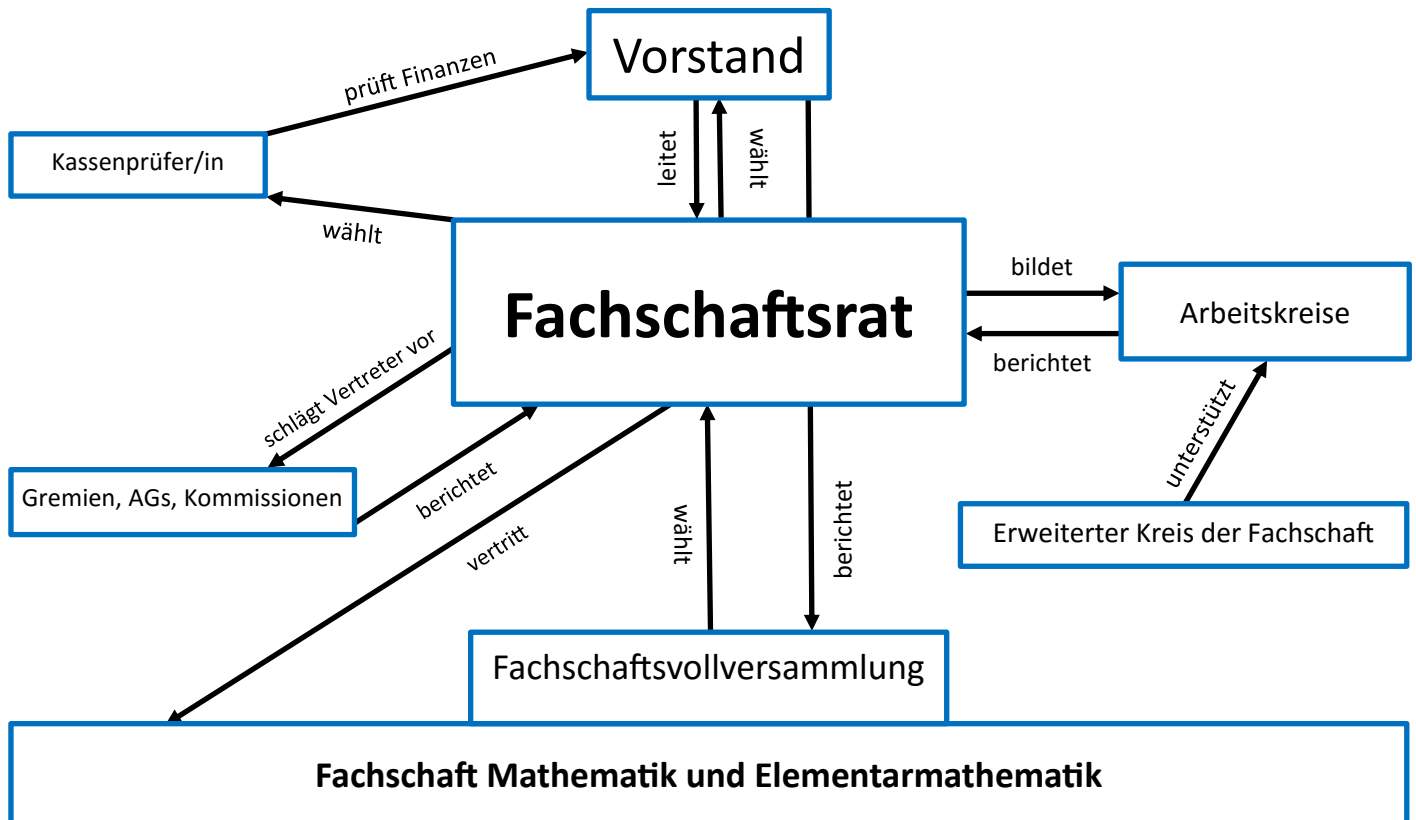 Vorstand
prüft Finanzen
Kassenprüfer/in
leitet
wählt
wählt
Fachschaftsrat
bildet
Arbeitskreise
berichtet
schlägt Vertreter vor
unterstützt
Gremien, AGs, Kommissionen
berichtet
vertritt
wählt
berichtet
Erweiterter Kreis der Fachschaft
Fachschaftsvollversammlung
Fachschaft Mathematik und Elementarmathematik